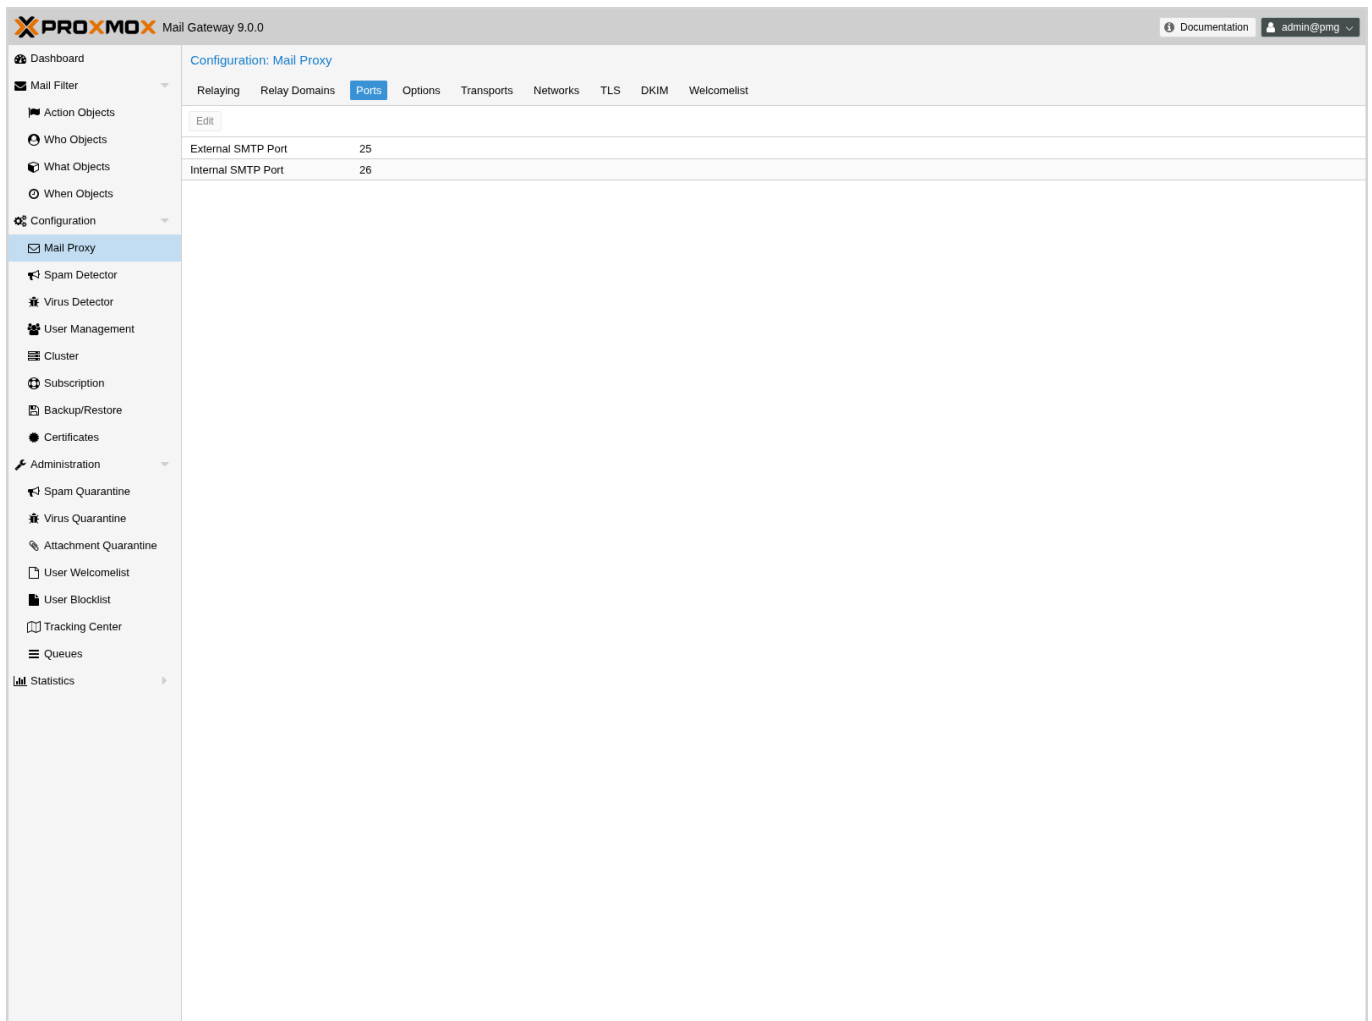 PROXMOX Mail Gateway 9.0.0
Documentation
admin@pmg
Dashboard
Mail Filter
Action Objects
Who Objects
What Objects
When Objects
Configuration
Mail Proxy
Spam Detector
Virus Detector
User Management
Cluster
Subscription
Backup/Restore
Certificates
Administration
Spam Quarantine
Virus Quarantine
Attachment Quarantine
User Welcomelist
User Blocklist
Tracking Center
Queues
Statistics
Configuration: Mail Proxy
Relaying Relay Domains Ports Options Transports Networks TLS DKIM Welcomelist
Edit
External SMTP Port 25
Internal SMTP Port 26